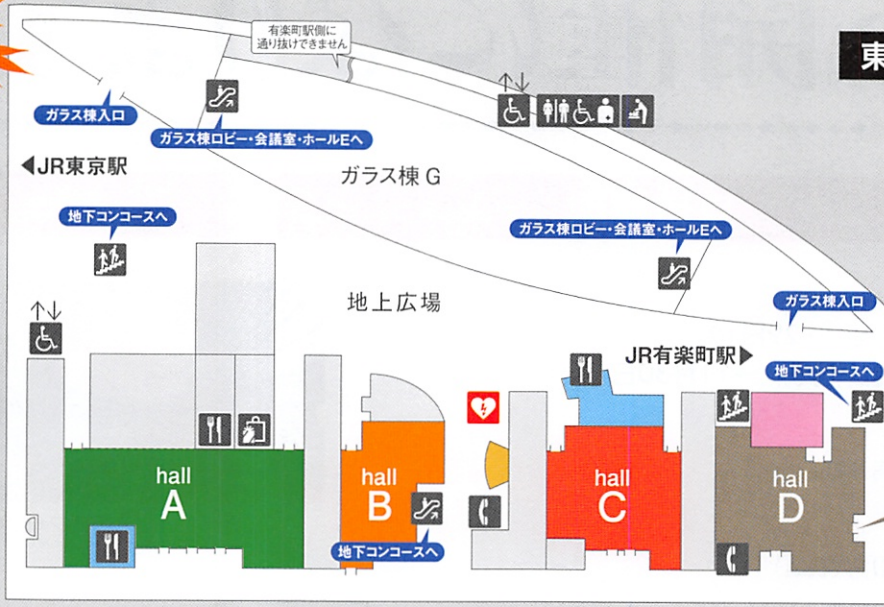 有楽町駅側に
通り抜けできません
東
ガラス棟入口
ガラス棟ロビー・会議室・ホールEへ
◀JR東京駅
ガラス棟 G
地下コンコースへ
ガラス棟ロビー・会議室・ホールEへ
地上広場
ガラス棟入口
JR有楽町駅▶
地下コンコースへ
hall
A
hall
B
hall
C
hall
D
地下コンコースへ